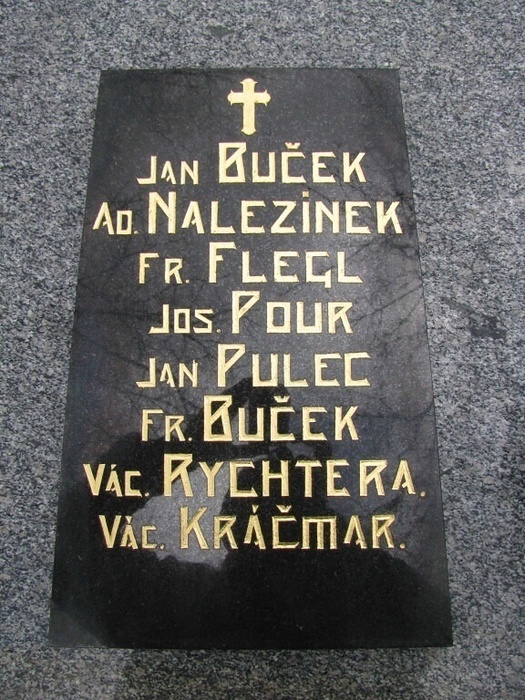 JAN BUČEK
AD. NALEZINEK
FR. FLEGL
JOS. POUR
JAN PULEC
FR. BUČEK
VÁC. RYCHTERA.
VÁC. KRÁČMAR.